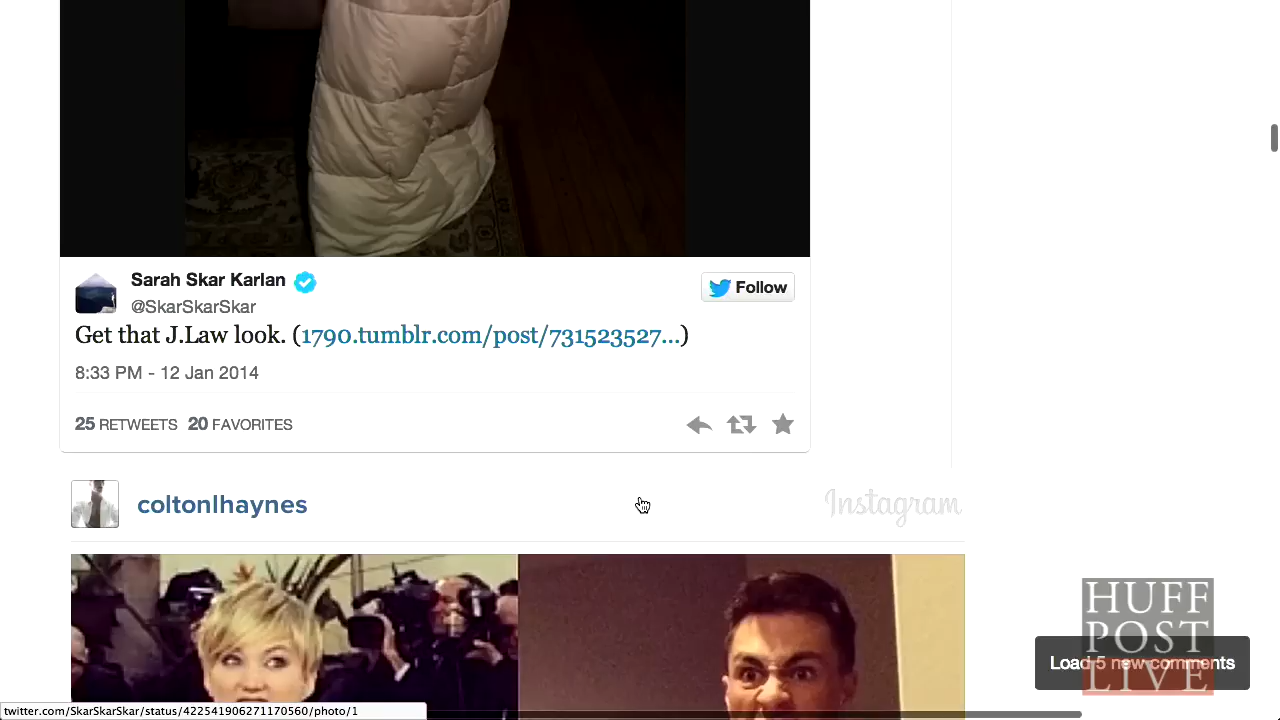 Sarah Skar Karlan
@SkarSkarSkar
Follow
Get that J.Law look. (1790.tumblr.com/post/731523527...)
8:33 PM - 12 Jan 2014
25 RETWEETS 20 FAVORITES
coltonlhaynes
Instagram
HUFF
POST
LIVE
Load 5 new comments
twitter.com/SkarSkarSkar/status/422541906271170560/photo/1